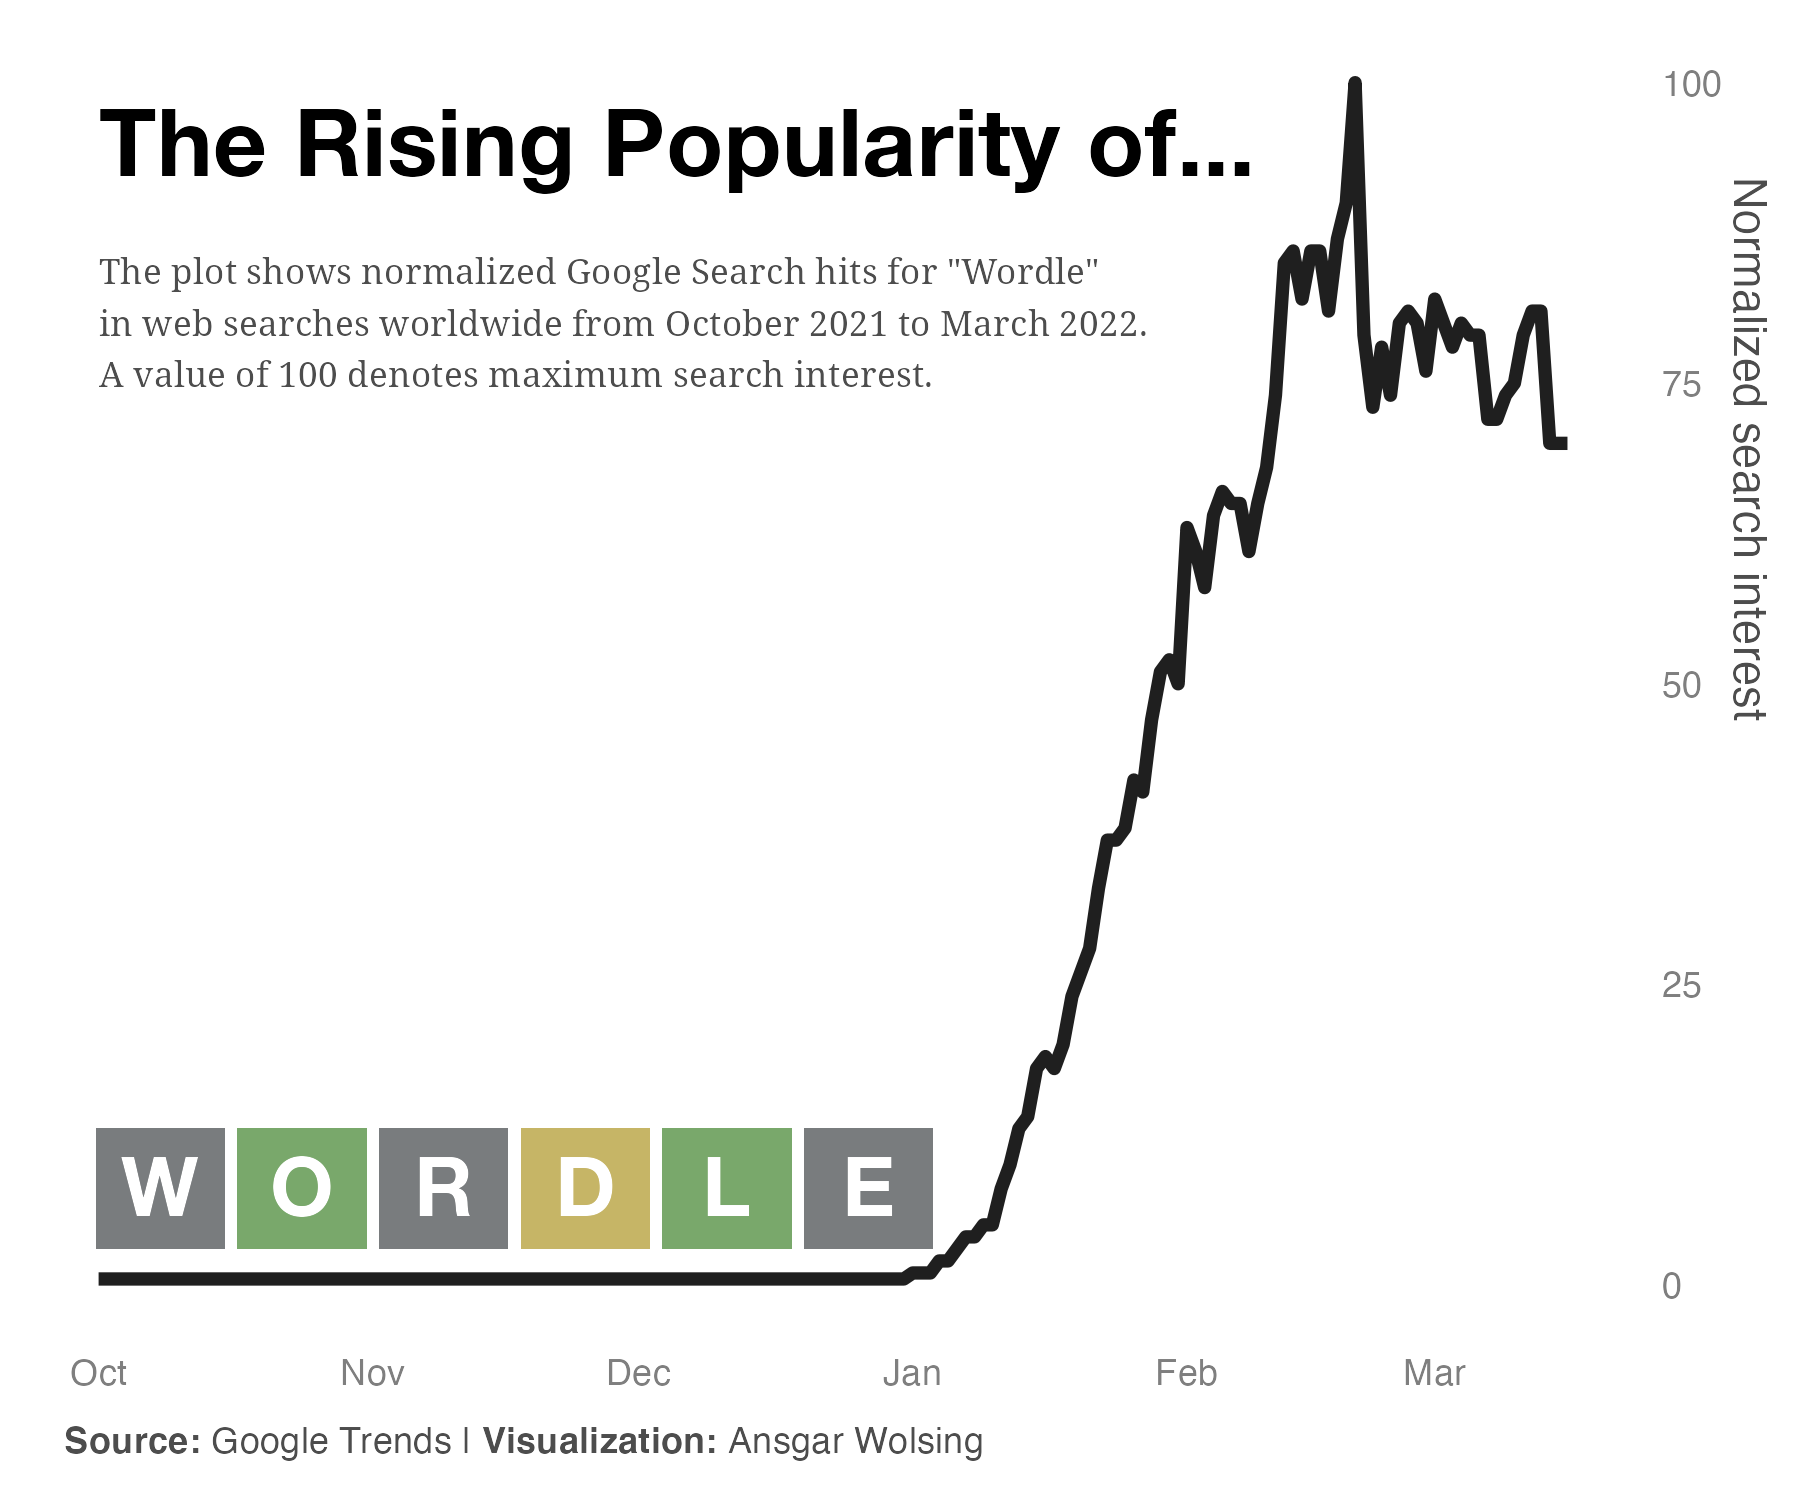 The Rising Popularity of...
The plot shows normalized Google Search hits for "Wordle"
in web searches worldwide from October 2021 to March 2022.
A value of 100 denotes maximum search interest.
100
75
50
25
0
Normalized search interest
W O R D L E
Oct Nov Dec Jan Feb Mar
Source: Google Trends | Visualization: Ansgar Wolsing